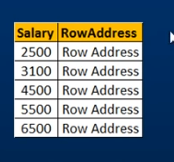 Salary RowAddress
2500 Row Address
3100 Row Address
4500 Row Address
5500 Row Address
6500 Row Address